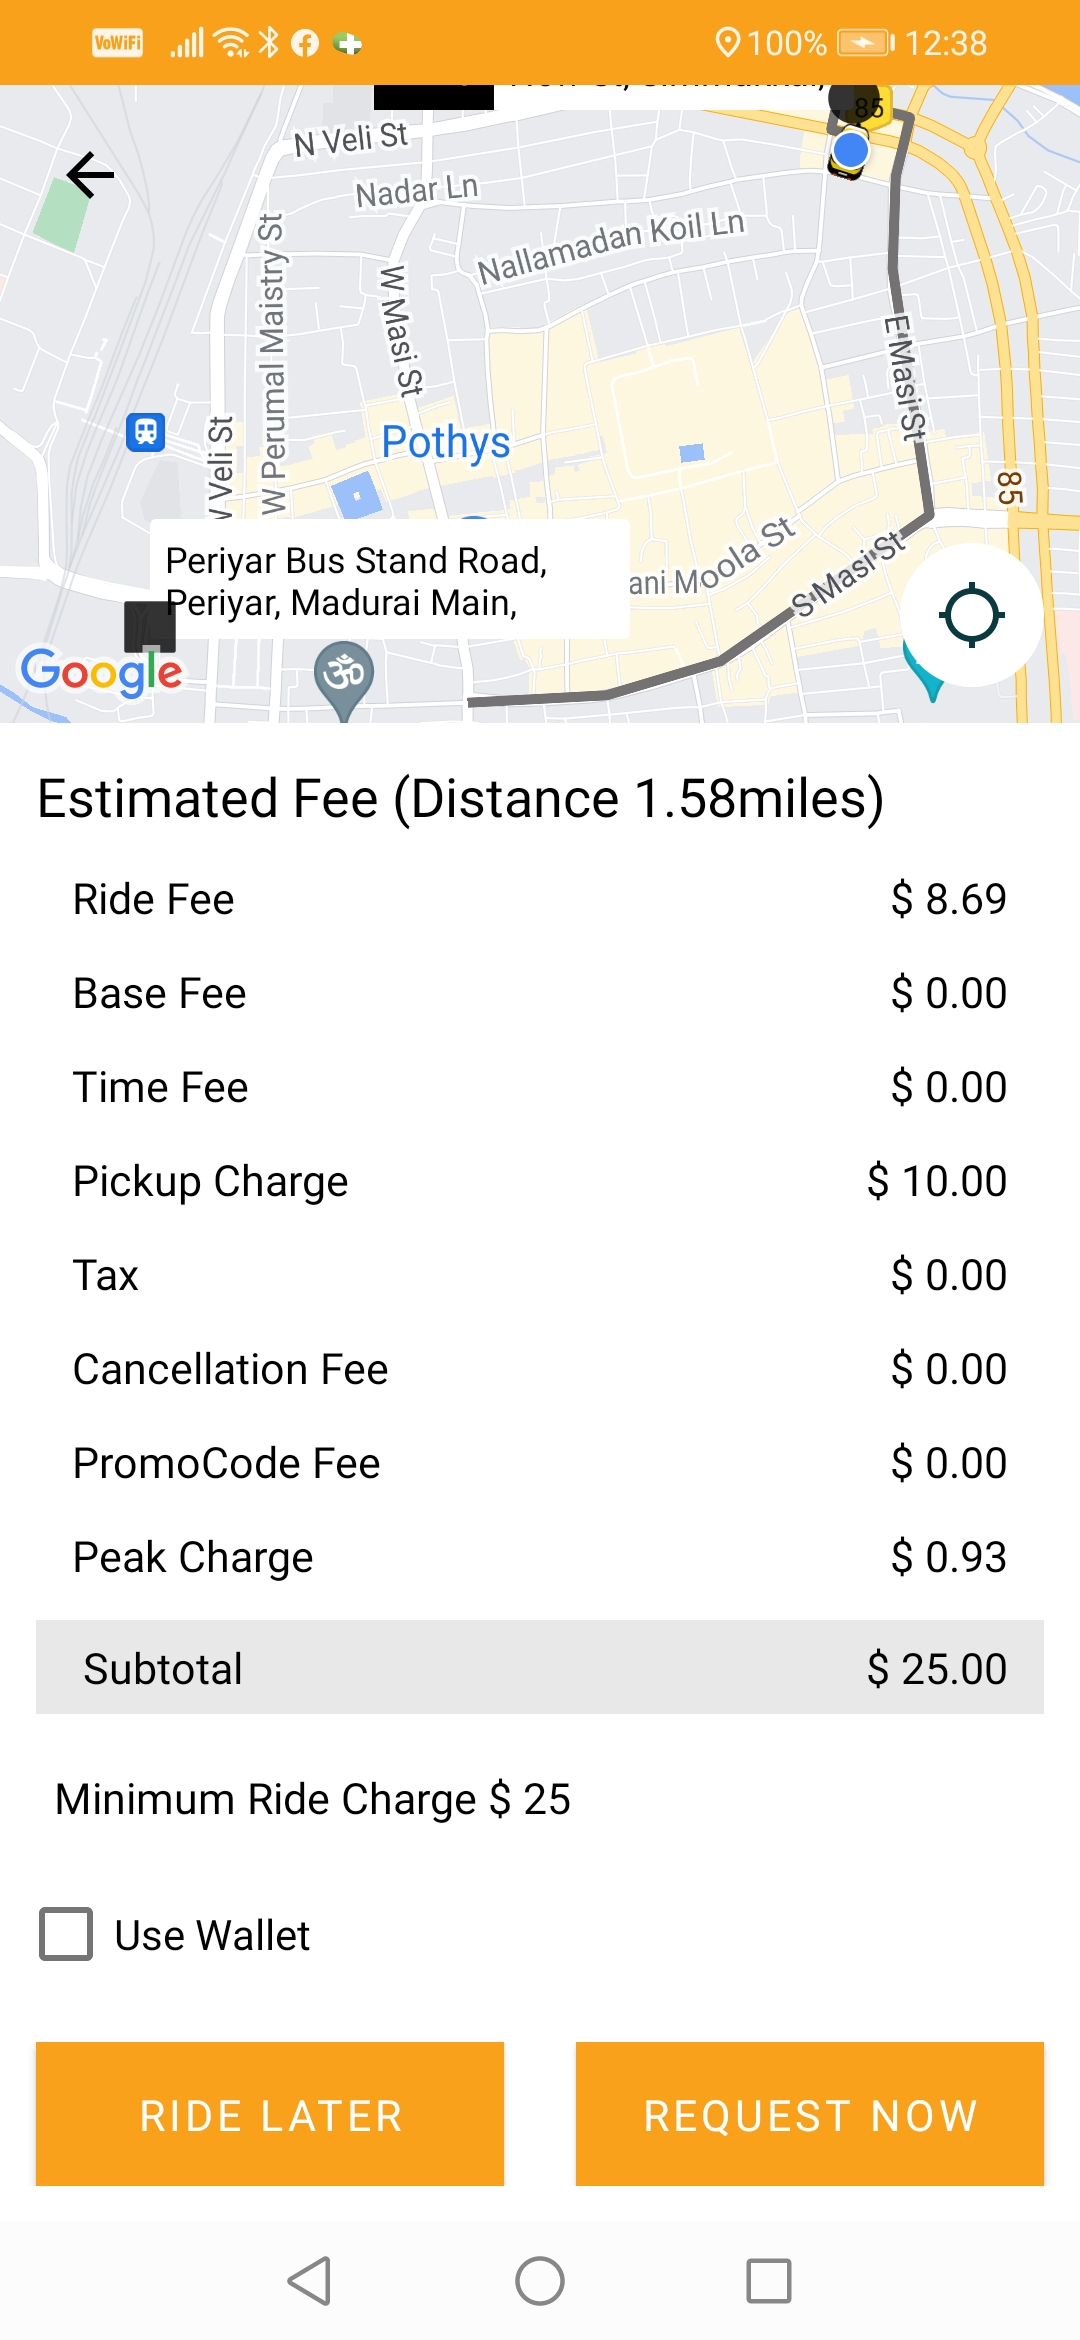 VoWiFi 100% 12:38
85
N Veli St
Nadar Ln
Nallamadan Koil Ln
W Perumal Maistry St
W Masi St
E Masi St
Pothys
Veli St
85
ani Moola St
S Masi St
Periyar Bus Stand Road,
Periyar, Madurai Main,
Google
ॐ
Estimated Fee (Distance 1.58miles)
Ride Fee $ 8.69
Base Fee $ 0.00
Time Fee $ 0.00
Pickup Charge $ 10.00
Tax $ 0.00
Cancellation Fee $ 0.00
PromoCode Fee $ 0.00
Peak Charge $ 0.93
Subtotal $ 25.00
Minimum Ride Charge $ 25
Use Wallet
RIDE LATER REQUEST NOW